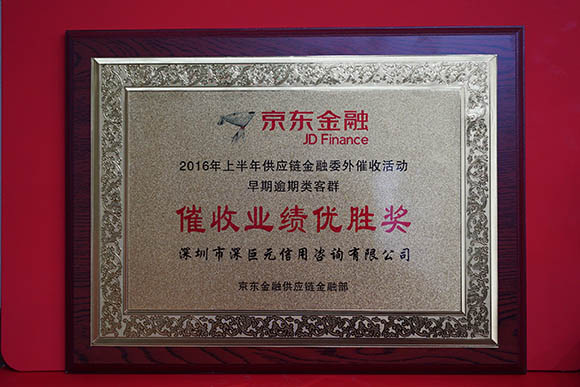 京东金融
JD Finance
2016年上半年供应链金融委外催收活动
早期逾期类客群
催收业绩优胜奖
深圳市深巨元信用咨询有限公司
京东金融供应链金融部